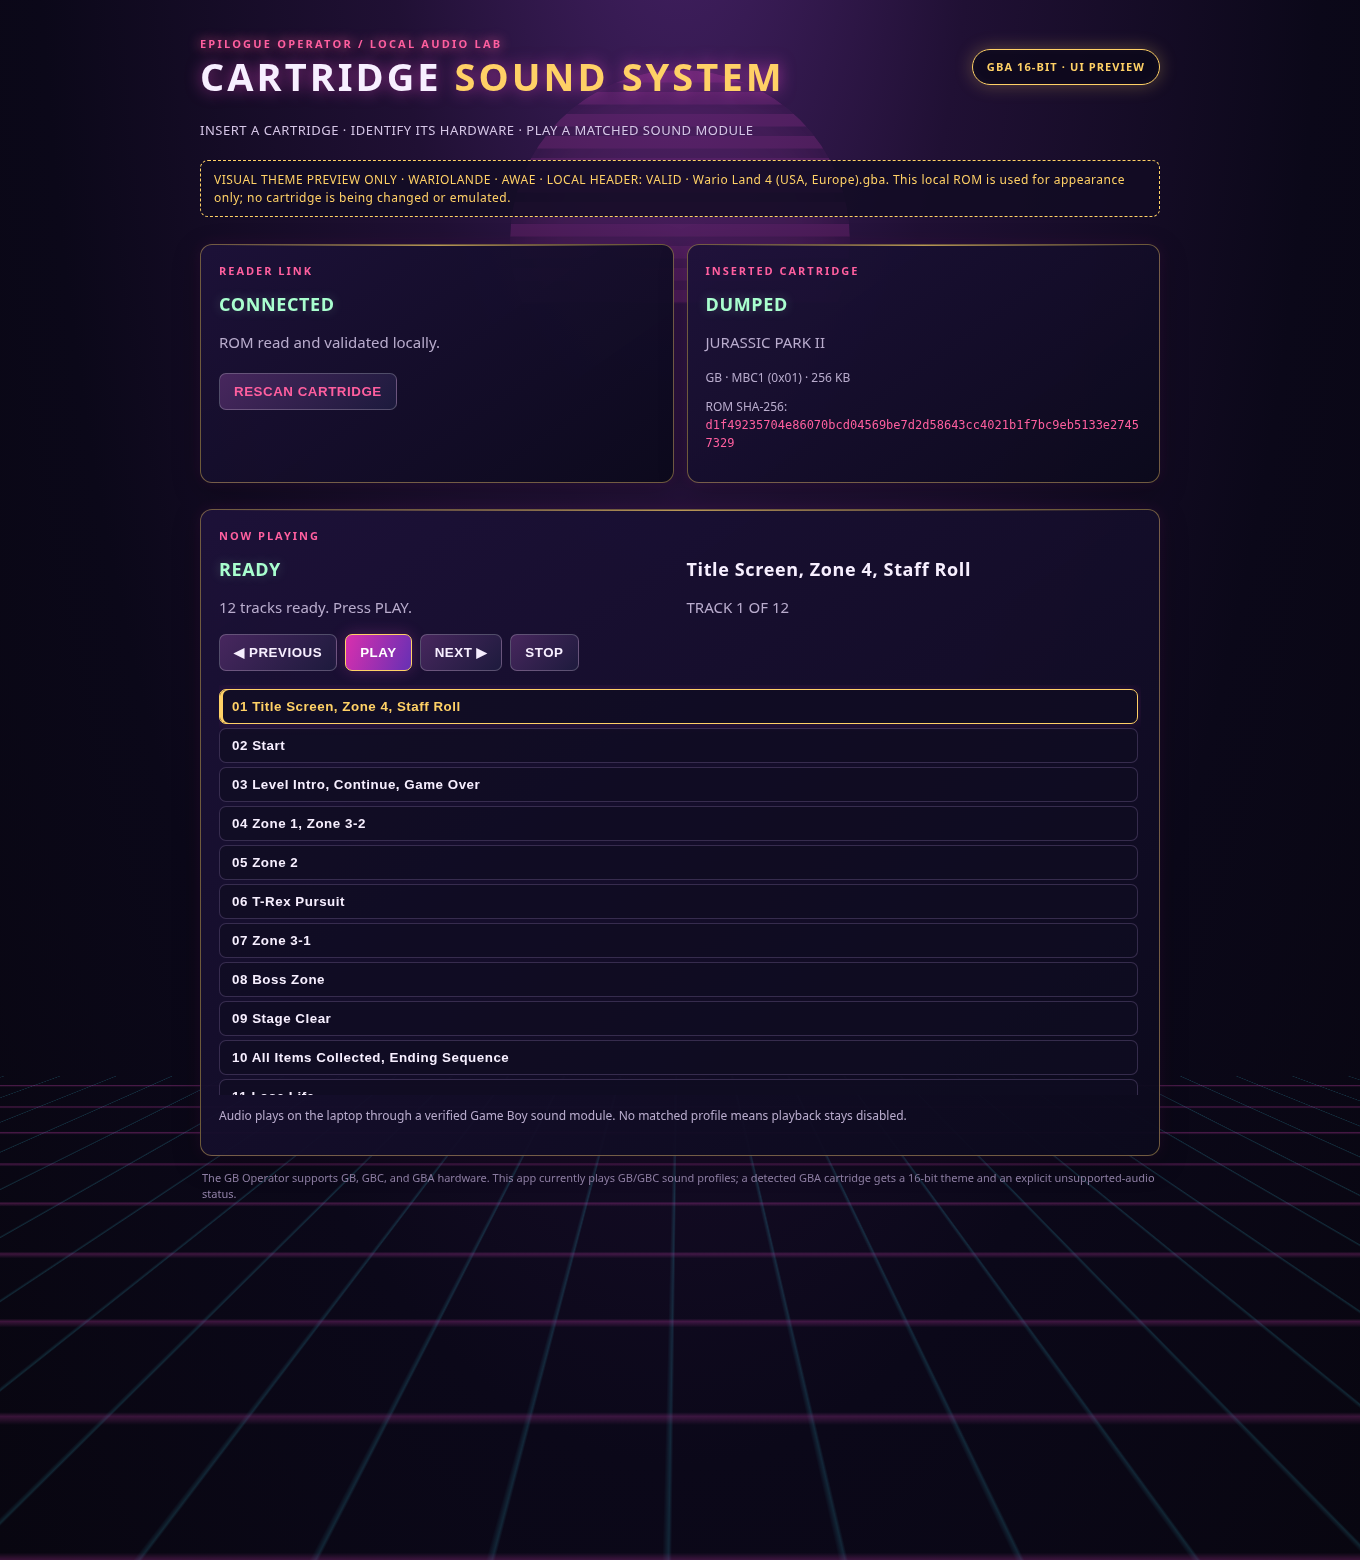 EPILOGUE OPERATOR / LOCAL AUDIO LAB
CARTRIDGE SOUND SYSTEM
GBA 16-BIT · UI PREVIEW
INSERT A CARTRIDGE · IDENTIFY ITS HARDWARE · PLAY A MATCHED SOUND MODULE
VISUAL THEME PREVIEW ONLY · WARIOLANDE · AWAE · LOCAL HEADER: VALID · Wario Land 4 (USA, Europe).gba. This local ROM is used for appearance
only; no cartridge is being changed or emulated.
READER LINK
CONNECTED
ROM read and validated locally.
RESCAN CARTRIDGE
INSERTED CARTRIDGE
DUMPED
JURASSIC PARK II
GB · MBC1 (0x01) · 256 KB
ROM SHA-256:
d1f49235704e86070bcd04569be7d2d58643cc4021b1f7bc9eb5133e2745
7329
NOW PLAYING
READY
12 tracks ready. Press PLAY.
Title Screen, Zone 4, Staff Roll
TRACK 1 OF 12
◀ PREVIOUS
PLAY
NEXT ▶
STOP
01 Title Screen, Zone 4, Staff Roll
02 Start
03 Level Intro, Continue, Game Over
04 Zone 1, Zone 3-2
05 Zone 2
06 T-Rex Pursuit
07 Zone 3-1
08 Boss Zone
09 Stage Clear
10 All Items Collected, Ending Sequence
11 Lose Life
Audio plays on the laptop through a verified Game Boy sound module. No matched profile means playback stays disabled.
The GB Operator supports GB, GBC, and GBA hardware. This app currently plays GB/GBC sound profiles; a detected GBA cartridge gets a 16-bit theme and an explicit unsupported-audio
status.